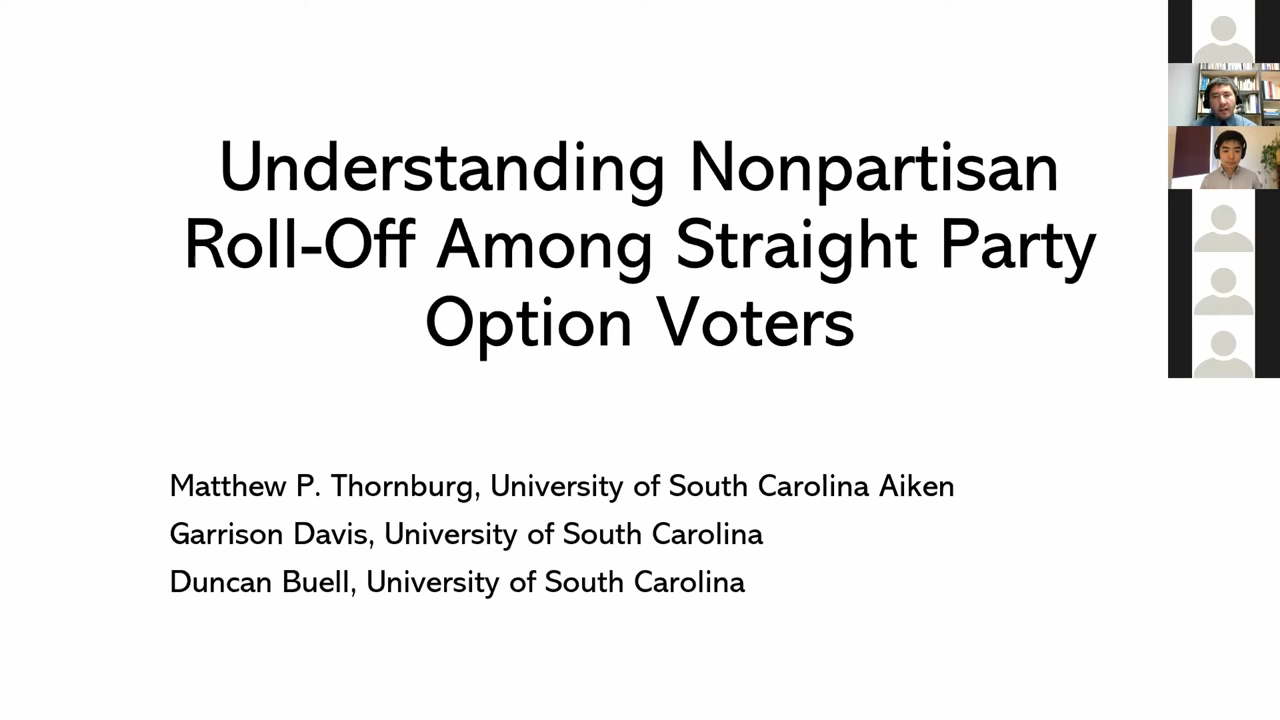 Understanding Nonpartisan
Roll-Off Among Straight Party
Option Voters
Matthew P. Thornburg, University of South Carolina Aiken
Garrison Davis, University of South Carolina
Duncan Buell, University of South Carolina